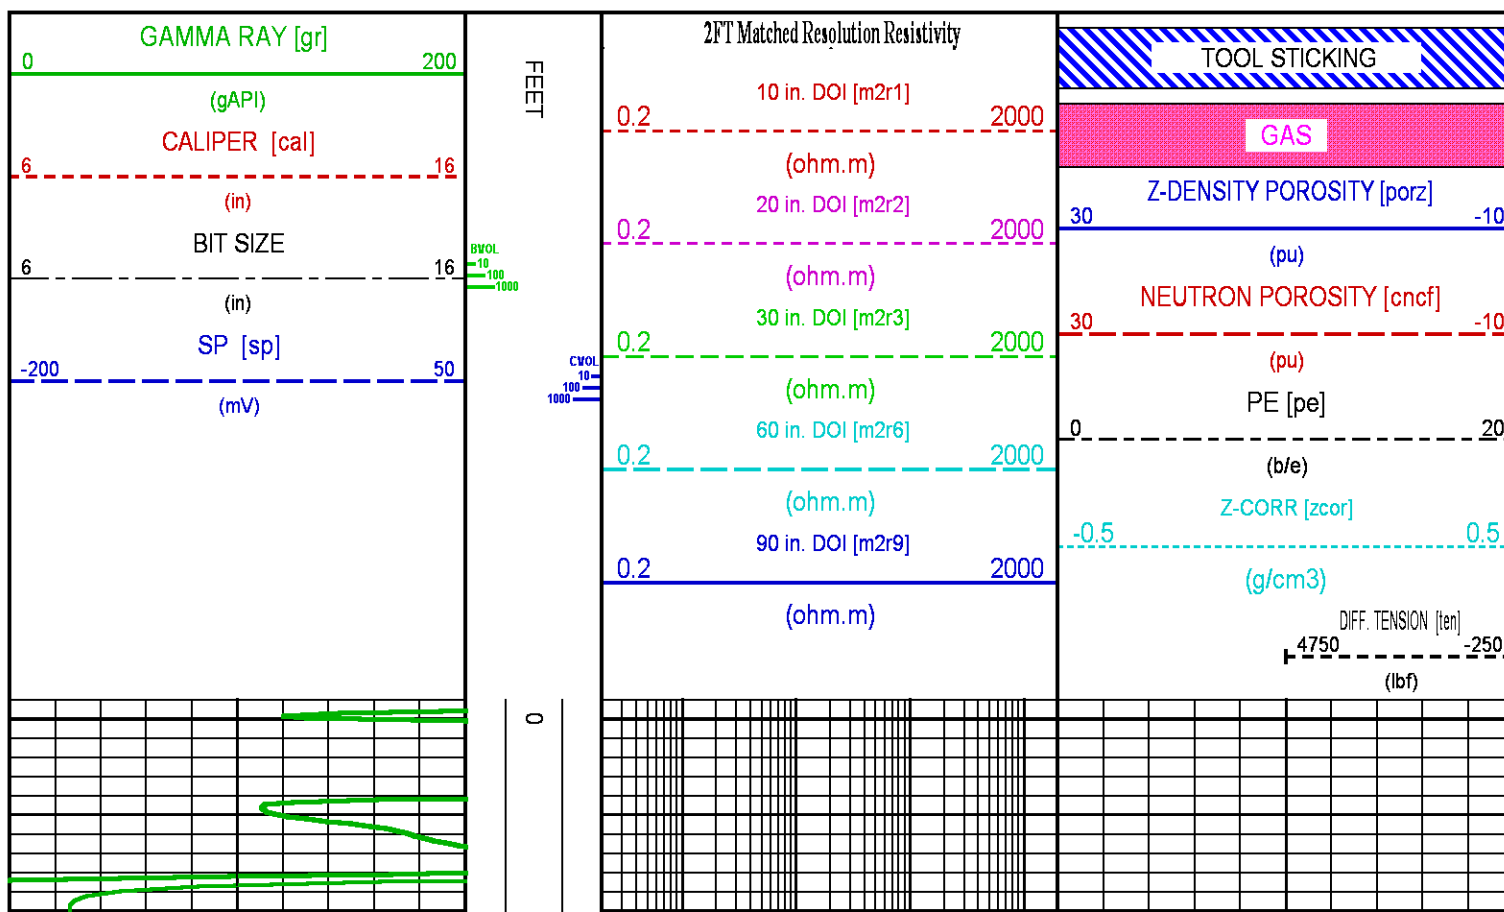 GAMMA RAY [gr]
0 200
(gAPI)
CALIPER [cal]
6 16
(in)
BIT SIZE
6 16
(in)
SP [sp]
-200 50
(mV)
FEET
BVOL
10
100
1000
CVOL
10
100
1000
0
2FT Matched Resolution Resistivity
10 in. DOI [m2r1]
0.2 2000
(ohm.m)
20 in. DOI [m2r2]
0.2 2000
(ohm.m)
30 in. DOI [m2r3]
0.2 2000
(ohm.m)
60 in. DOI [m2r6]
0.2 2000
(ohm.m)
90 in. DOI [m2r9]
0.2 2000
(ohm.m)
TOOL STICKING
GAS
Z-DENSITY POROSITY [porz]
30 -10
(pu)
NEUTRON POROSITY [cncf]
30 -10
(pu)
PE [pe]
0 20
(b/e)
Z-CORR [zcor]
-0.5 0.5
(g/cm3)
DIFF. TENSION [ten]
4750 -250
(lbf)